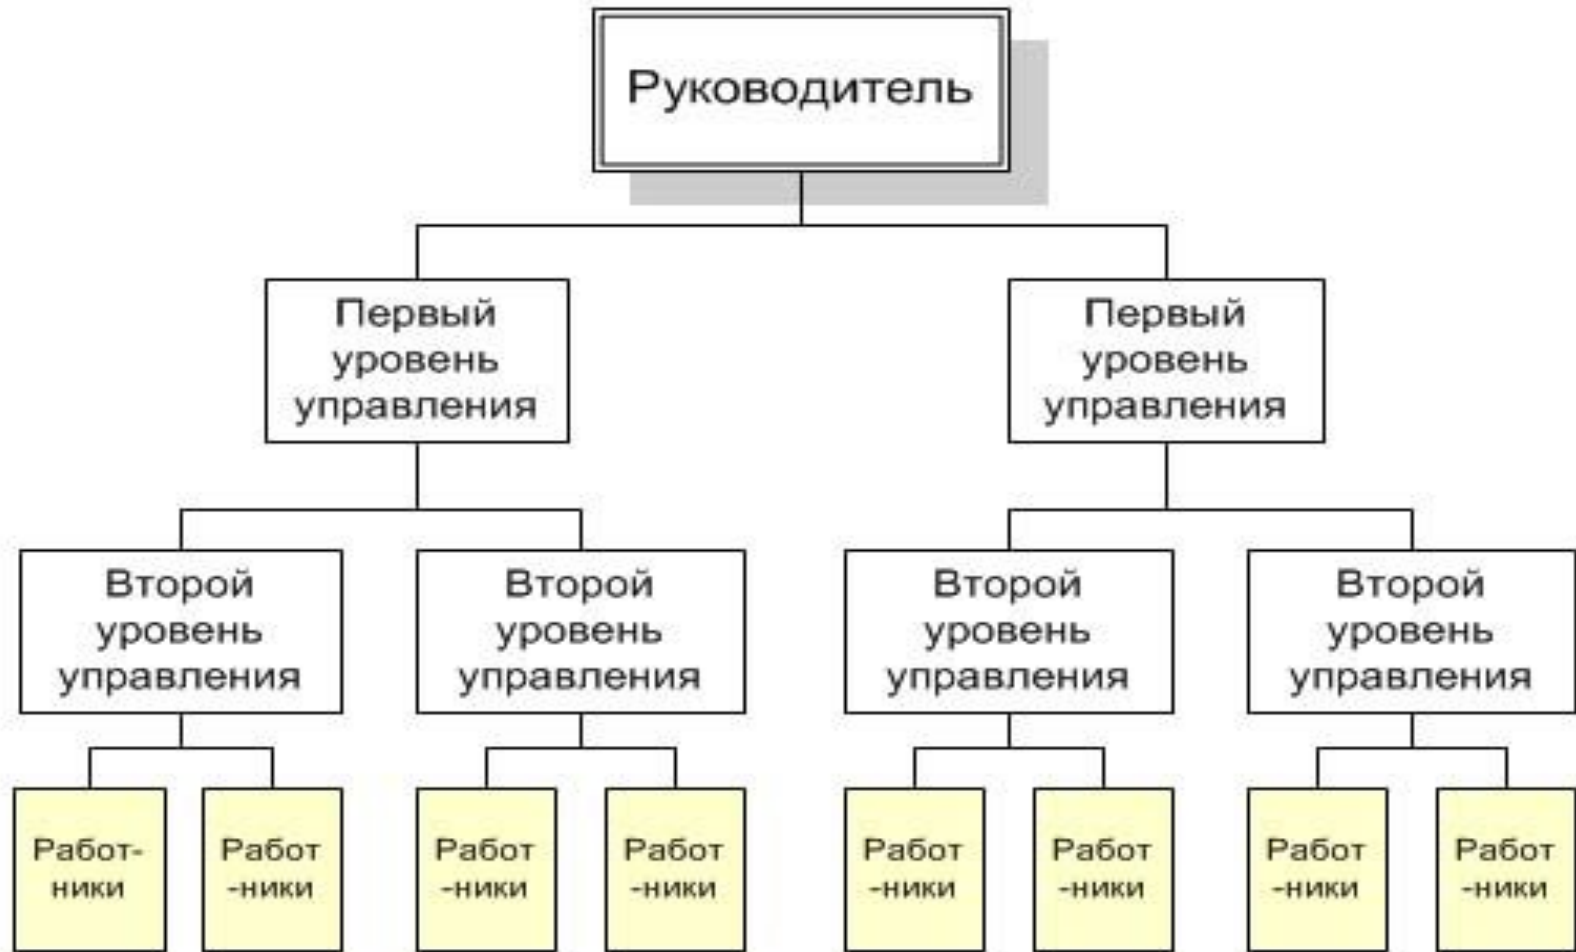 Руководитель
Первый
уровень
управления
Первый
уровень
управления
Второй
уровень
управления
Второй
уровень
управления
Второй
уровень
управления
Второй
уровень
управления
Работ-
ники
Работ
-ники
Работ
-ники
Работ
-ники
Работ
-ники
Работ
-ники
Работ
-ники
Работ
-ники